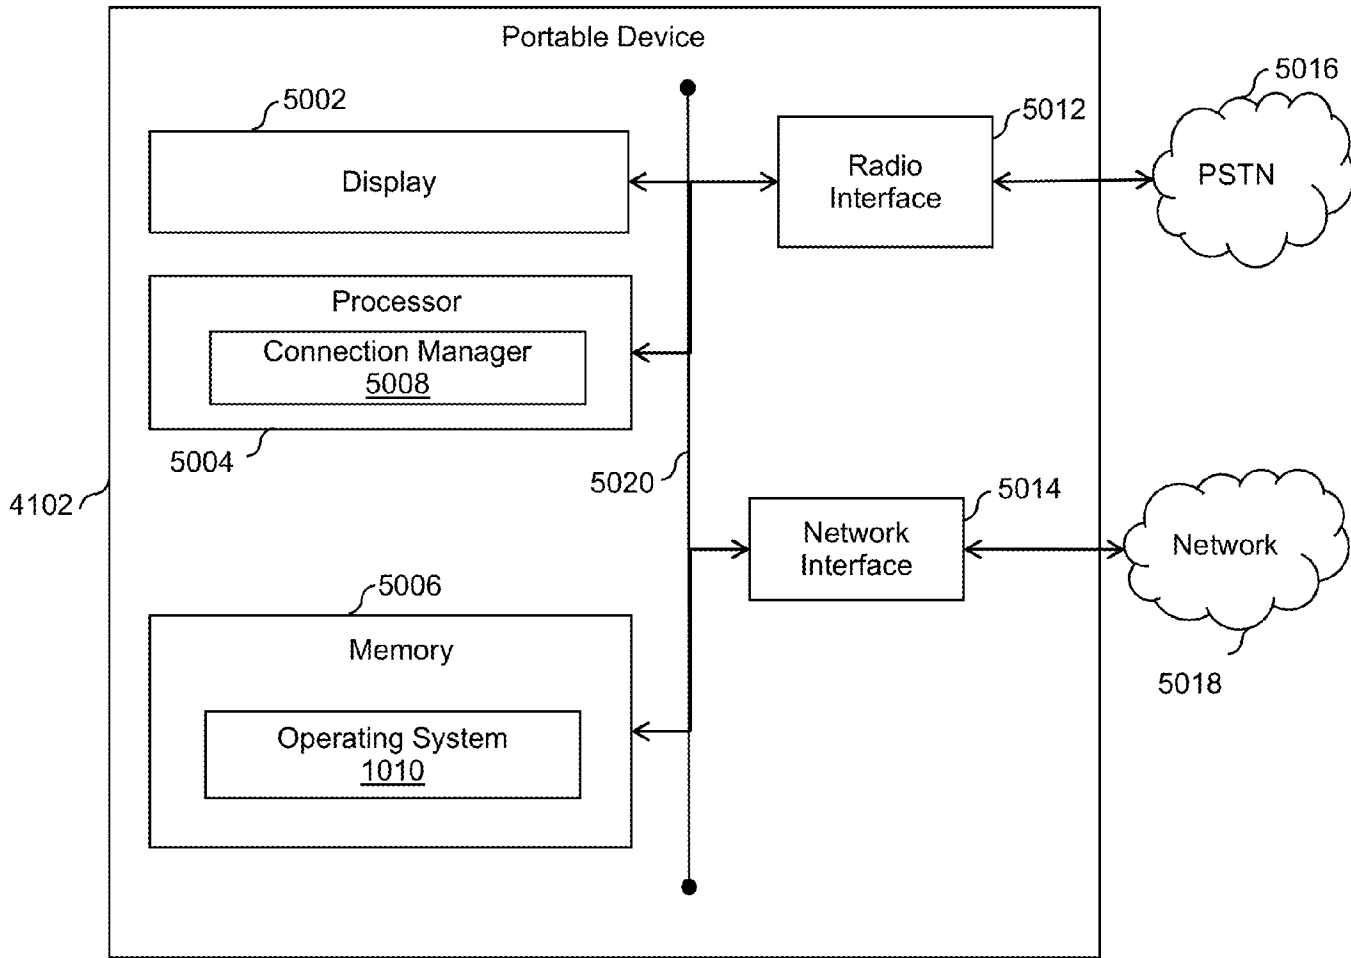 Portable Device
5002
Display
Processor
Connection Manager
5008
5004
4102
5006
Memory
Operating System
1010
5020
5012
Radio
Interface
5014
Network
Interface
5016
PSTN
Network
5018